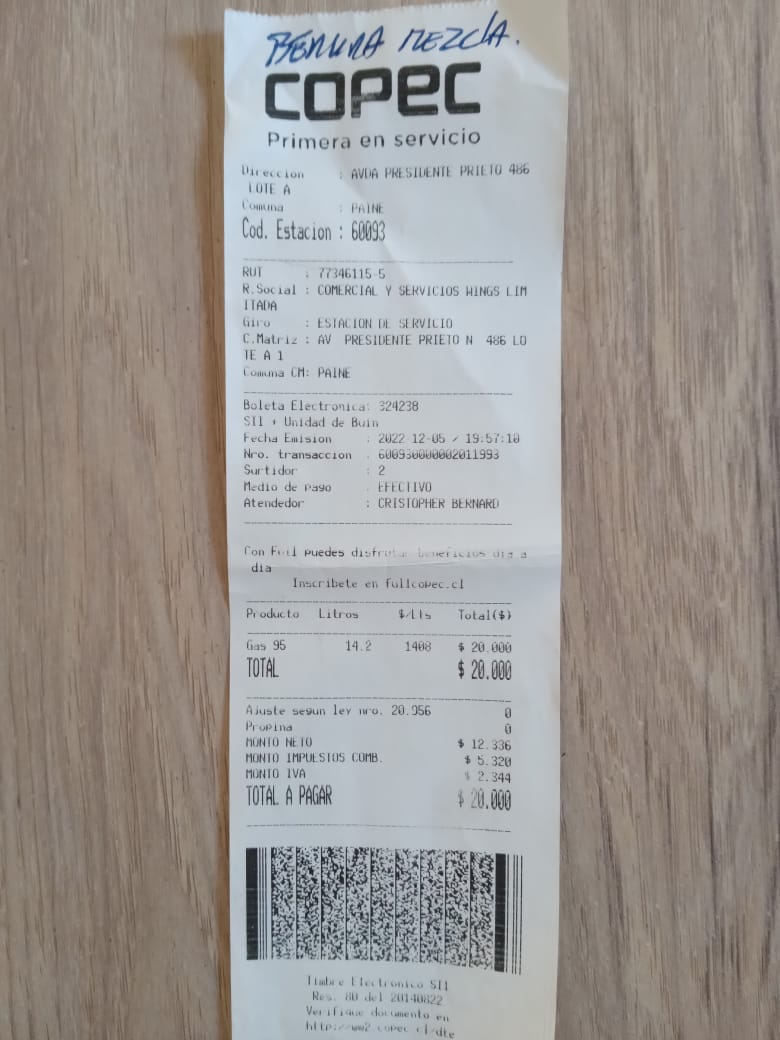 BENCINA MEZCLA.
COPEC
Primera en servicio
Direccion : AVDA PRESIDENTE PRIETO 486
LOTE A
Comuna : PAINE
Cod. Estacion : 60093
RUT : 77346115-5
R.Social : COMERCIAL Y SERVICIOS WINGS LIM
ITADA
Giro : ESTACION DE SERVICIO
C.Matriz : AV PRESIDENTE PRIETO N 486 LO
TE A 1
Comuna CM: PAINE
Boleta Electronica: 324238
SII + Unidad de Buin
Fecha Emision : 2022-12-05 / 19:57:10
Nro. transaccion : 600930000002011993
Surtidor : 2
Medio de Pago : EFECTIVO
Atendedor : CRISTOPHER BERNARD
Con Full puedes disfrutar beneficios dia a
dia
Inscribete en fullcopec.cl
Producto Litros $/Lts Total($)
Gas 95 14.2 1408 $ 20.000
TOTAL $ 20.000
Ajuste segun ley nro. 20.956 0
Propina 0
MONTO NETO $ 12.336
MONTO IMPUESTOS COMB. $ 5.320
MONTO IVA $ 2.344
TOTAL A PAGAR $ 20.000
Timbre Electronico SII
Res. 80 del 20140822
Verifique documento en
http://ww2.copec.cl/dte